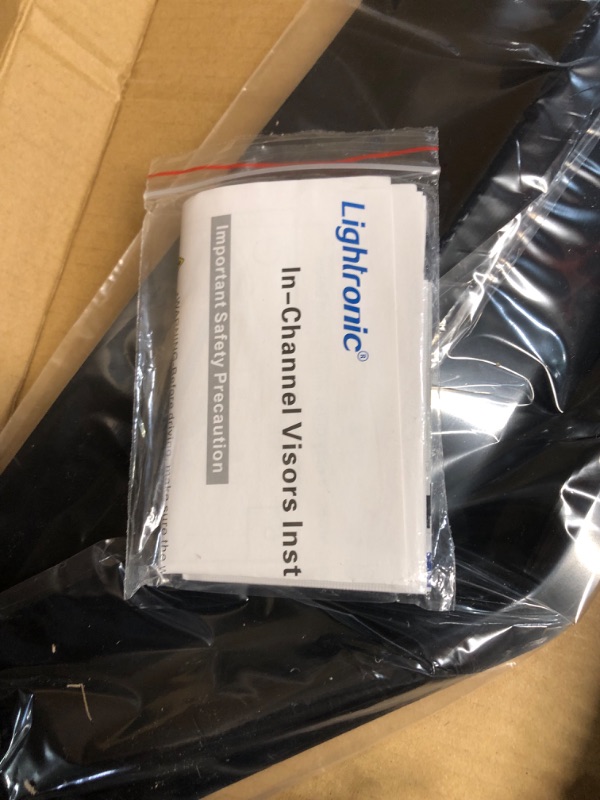 Lightronic®
In-Channel Visors Inst
Important Safety Precaution